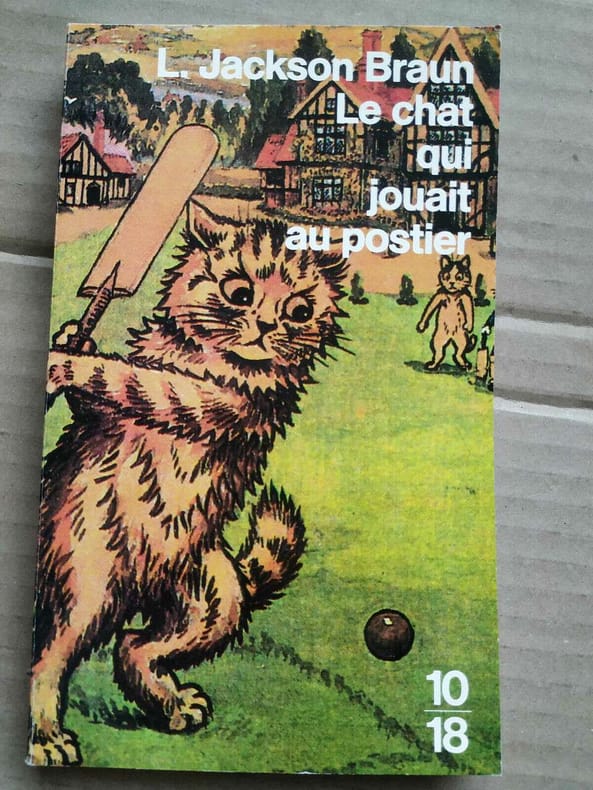 L. Jackson Braun
Le chat
qui
jouait
au postier
10
18